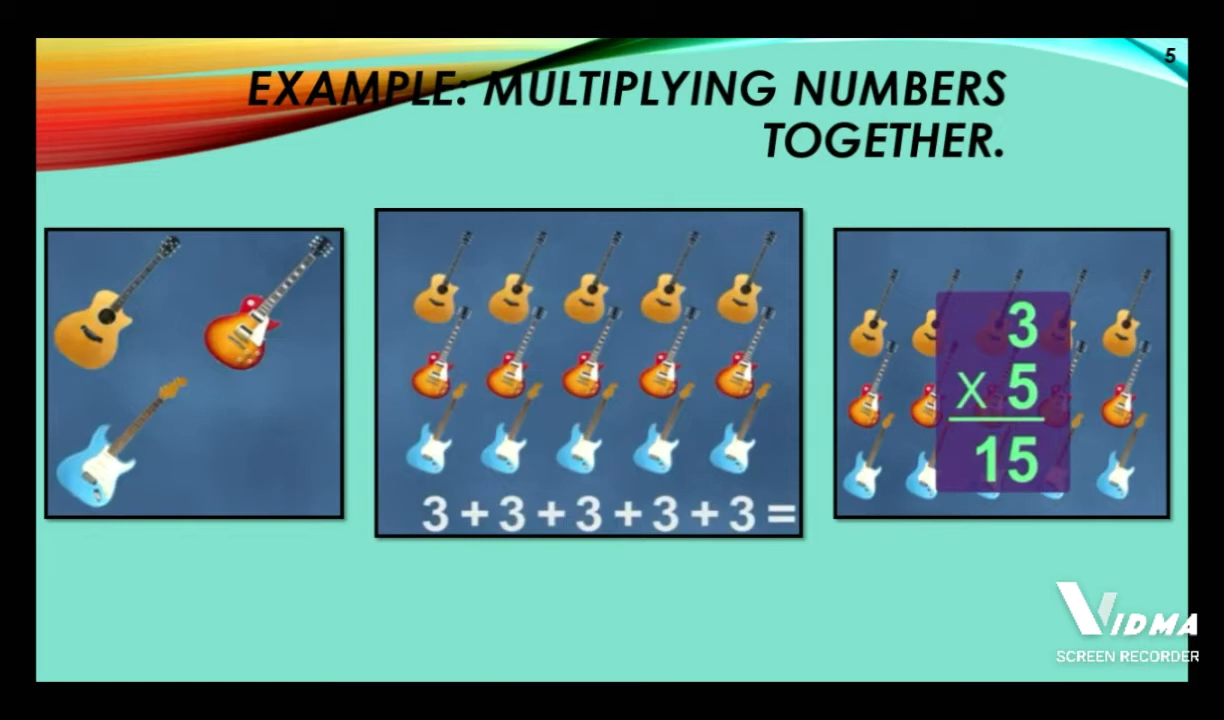 5
EXAMPLE: MULTIPLYING NUMBERS
TOGETHER.
3+3+3+3+3=
3
X 5
15
VIDMA
SCREEN RECORDER